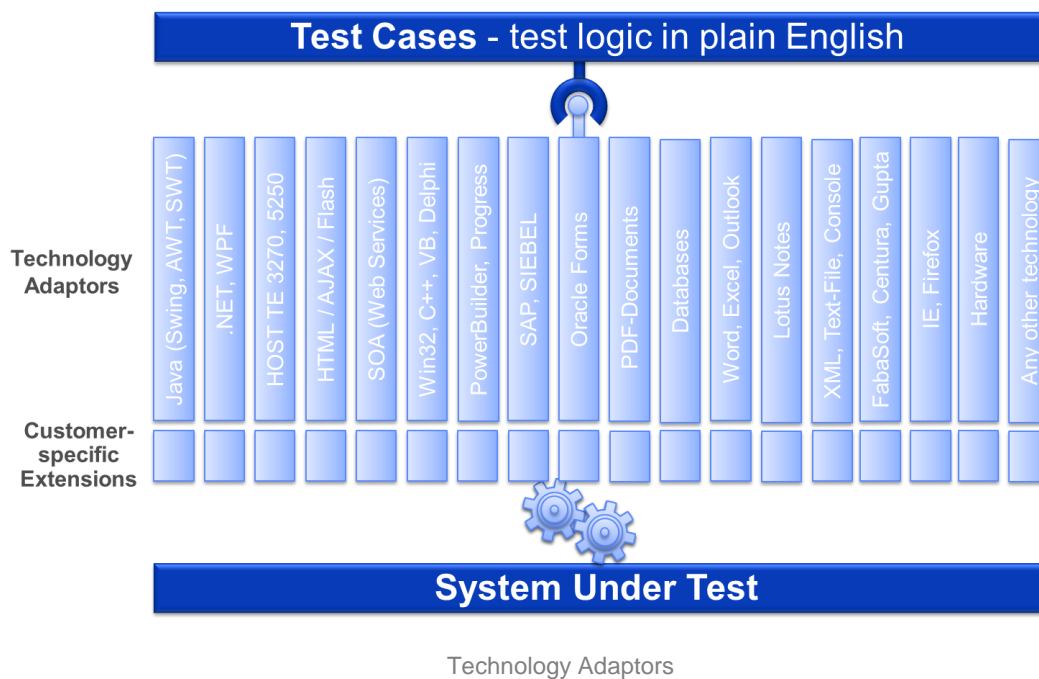 Test Cases - test logic in plain English
Technology
Adaptors
Java (Swing, AWT, SWT)
.NET, WPF
HOST TE 3270, 5250
HTML / AJAX / Flash
SOA (Web Services)
Win32, C++, VB, Delphi
PowerBuilder, Progress
SAP, SIEBEL
Oracle Forms
PDF-Documents
Databases
Word, Excel, Outlook
Lotus Notes
XML, Text-File, Console
FabaSoft, Centura, Gupta
IE, Firefox
Hardware
Any other technology
Customer-
specific
Extensions
System Under Test
Technology Adaptors